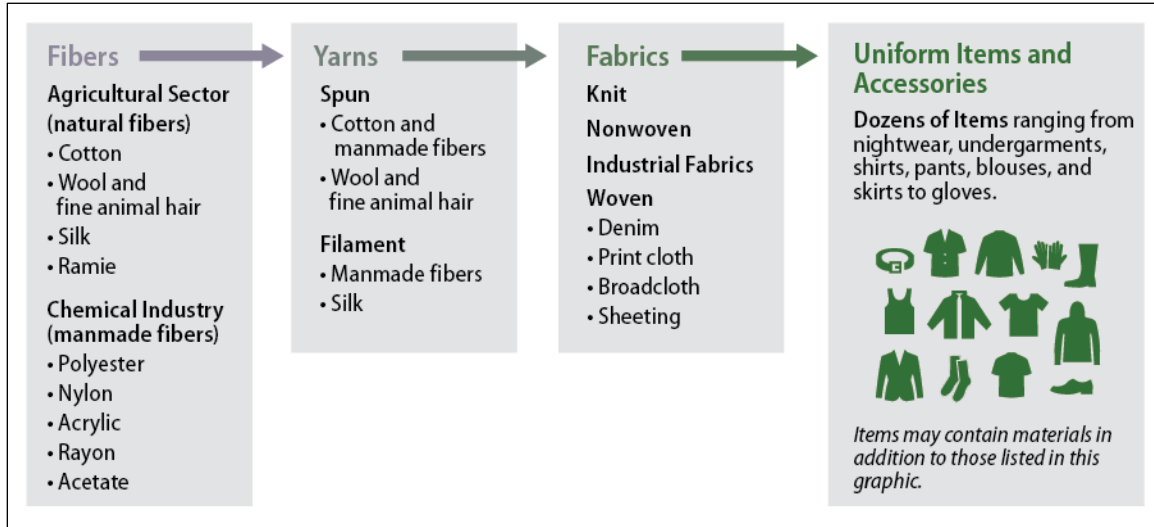 Fibers
Agricultural Sector
(natural fibers)
• Cotton
• Wool and
fine animal hair
• Silk
• Ramie
Chemical Industry
(manmade fibers)
• Polyester
• Nylon
• Acrylic
• Rayon
• Acetate
Yarns
Spun
• Cotton and
manmade fibers
• Wool and
fine animal hair
Filament
• Manmade fibers
• Silk
Fabrics
Knit
Nonwoven
Industrial Fabrics
Woven
• Denim
• Print cloth
• Broadcloth
• Sheeting
Uniform Items and
Accessories
Dozens of Items ranging from
nightwear, undergarments,
shirts, pants, blouses, and
skirts to gloves.
Items may contain materials in
addition to those listed in this
graphic.